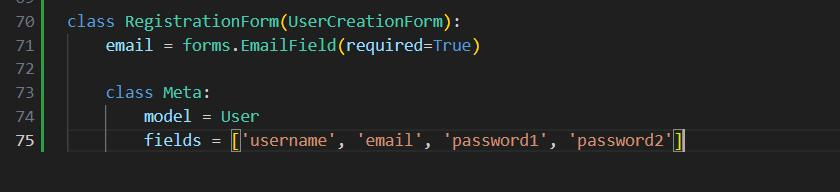 70 class RegistrationForm(UserCreationForm):
71     email = forms.EmailField(required=True)
72
73     class Meta:
74         model = User
75         fields = ['username', 'email', 'password1', 'password2']